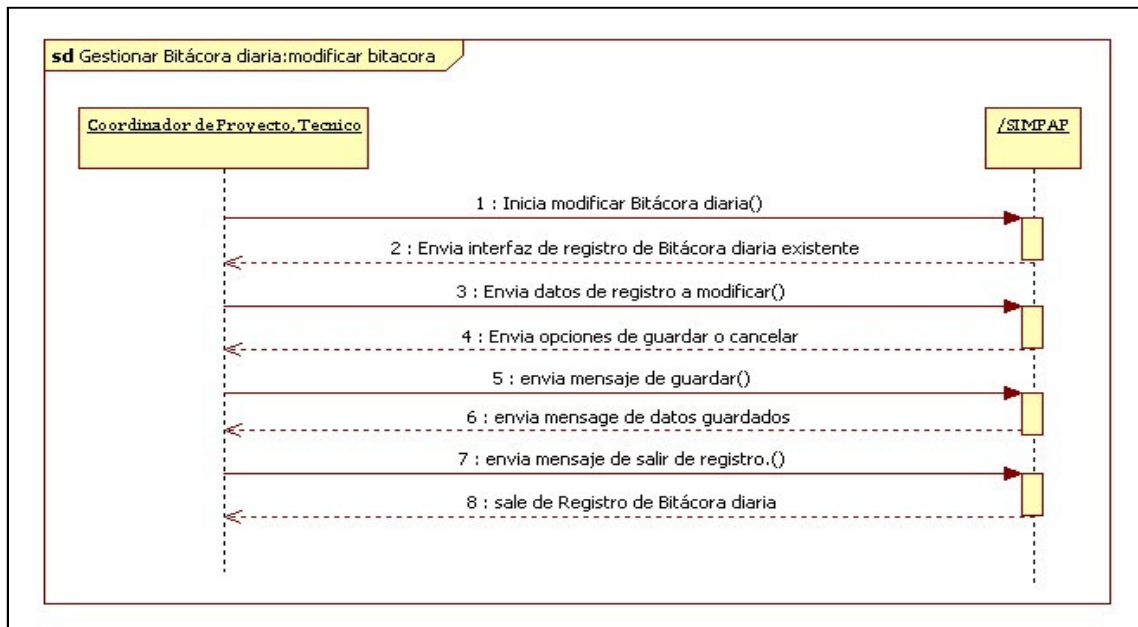 sd Gestionar Bitácora diaria:modificar bitacora
Coordinador de Proyecto,Tecnico
/SIMPAP
1 : Inicia modificar Bitácora diaria()
2 : Envia interfaz de registro de Bitácora diaria existente
3 : Envia datos de registro a modificar()
4 : Envia opciones de guardar o cancelar
5 : envia mensaje de guardar()
6 : envia mensage de datos guardados
7 : envia mensaje de salir de registro.()
8 : sale de Registro de Bitácora diaria